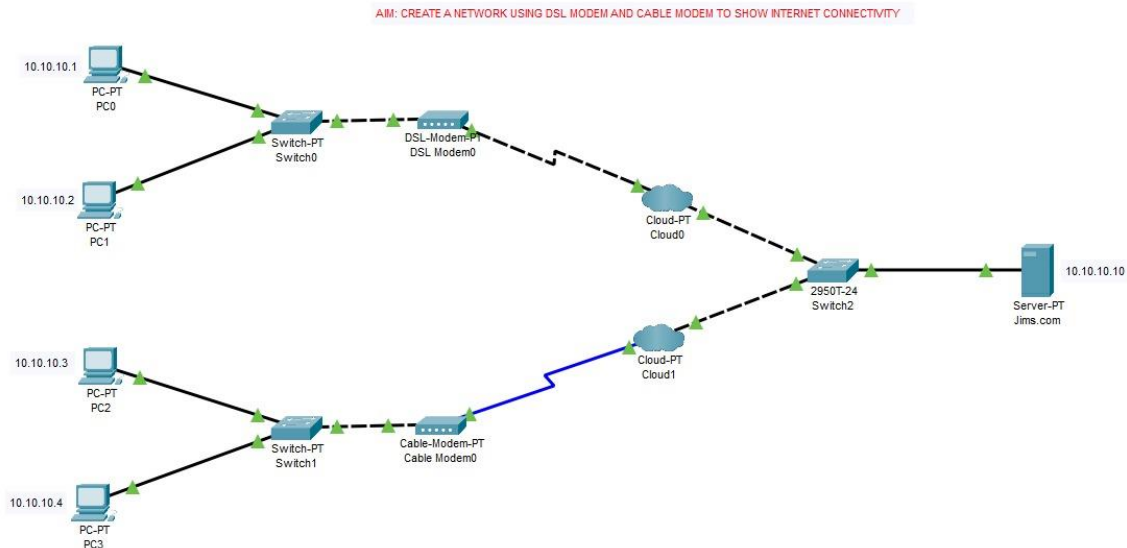 AIM: CREATE A NETWORK USING DSL MODEM AND CABLE MODEM TO SHOW INTERNET CONNECTIVITY
10.10.10.1
PC-PT
PC0
Switch-PT
Switch0
DSL-Modem-PT
DSL Modem0
10.10.10.2
PC-PT
PC1
Cloud-PT
Cloud0
2950T-24
Switch2
10.10.10.10
Server-PT
Jims.com
Cloud-PT
Cloud1
10.10.10.3
PC-PT
PC2
Switch-PT
Switch1
Cable-Modem-PT
Cable Modem0
10.10.10.4
PC-PT
PC3